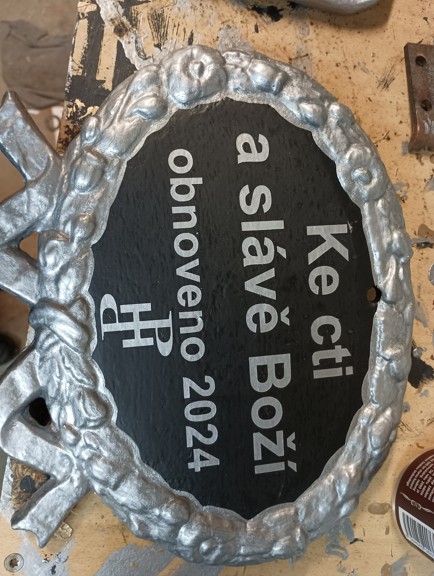 Ke cti
a slávě Boží
obnoveno 2024